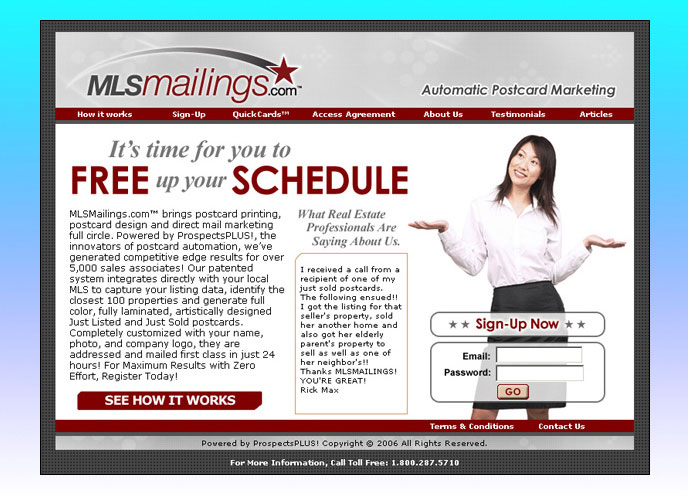 MLSmailings.com™
Automatic Postcard Marketing
How it works Sign-Up QuickCards™ Access Agreement About Us Testimonials Articles
It's time for you to
FREE up your SCHEDULE
MLSMailings.com™ brings postcard printing,
postcard design and direct mail marketing
full circle. Powered by ProspectsPLUS!, the
innovators of postcard automation, we've
generated competitive edge results for over
5,000 sales associates! Our patented
system integrates directly with your local
MLS to capture your listing data, identify the
closest 100 properties and generate full
color, fully laminated, artistically designed
Just Listed and Just Sold postcards.
Completely customized with your name,
photo, and company logo, they are
addressed and mailed first class in just 24
hours! For Maximum Results with Zero
Effort, Register Today!
SEE HOW IT WORKS
What Real Estate
Professionals Are
Saying About Us.
I received a call from a
recipient of one of my
just sold postcards.
The following ensued!!
I got the listing for that
seller's property, sold
her another home and
also got her elderly
parent's property to
sell as well as one of
her neighbor's!!
Thanks MLSMAILINGS!
YOU'RE GREAT!
Rick Max
★★ Sign-Up Now ★★
Email:
Password:
GO
Terms & Conditions Contact Us
Powered by ProspectsPLUS! Copyright © 2006 All Rights Reserved.
For More Information, Call Toll Free: 1.800.287.5710